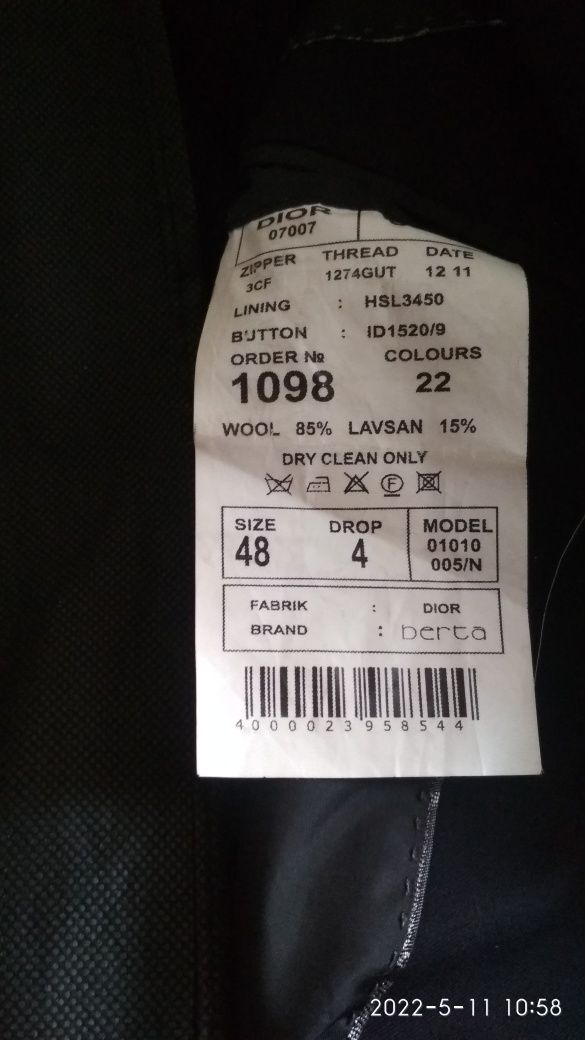 DIOR
07007
ZIPPER THREAD DATE
3CF 1274GUT 12 11
LINING : HSL3450
BUTTON : ID1520/9
ORDER № COLOURS
1098 22
WOOL 85% LAVSAN 15%
DRY CLEAN ONLY
F
SIZE DROP MODEL
48 4 01010
005/N
FABRIK : DIOR
BRAND : berta
4000023958544
2022-5-11 10:58